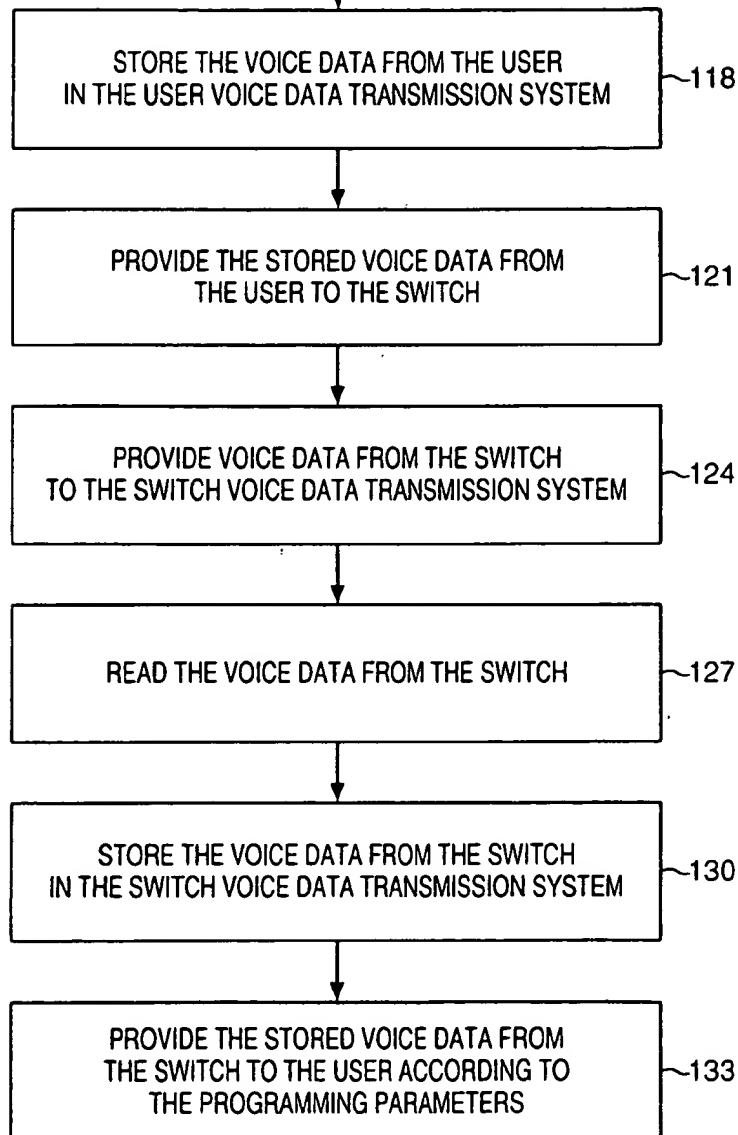 STORE THE VOICE DATA FROM THE USER
IN THE USER VOICE DATA TRANSMISSION SYSTEM
118
PROVIDE THE STORED VOICE DATA FROM
THE USER TO THE SWITCH
121
PROVIDE VOICE DATA FROM THE SWITCH
TO THE SWITCH VOICE DATA TRANSMISSION SYSTEM
124
READ THE VOICE DATA FROM THE SWITCH
127
STORE THE VOICE DATA FROM THE SWITCH
IN THE SWITCH VOICE DATA TRANSMISSION SYSTEM
130
PROVIDE THE STORED VOICE DATA FROM
THE SWITCH TO THE USER ACCORDING TO
THE PROGRAMMING PARAMETERS
133